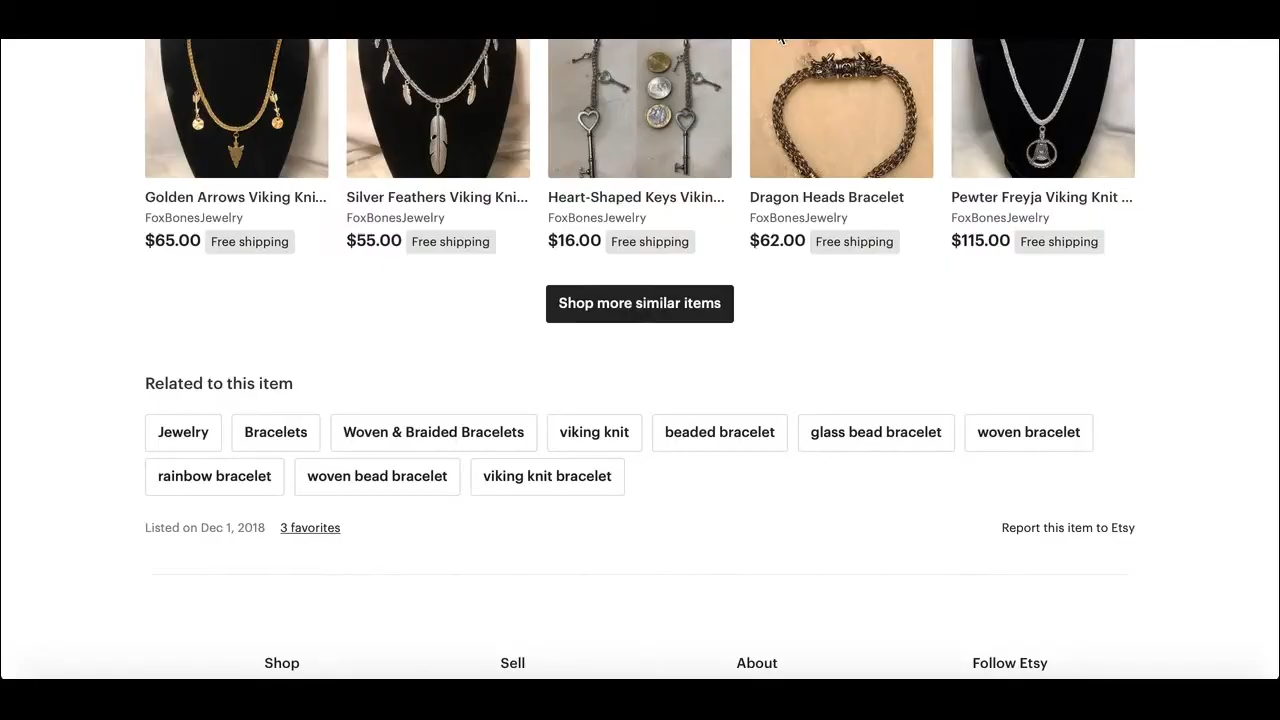 Golden Arrows Viking Kni... Silver Feathers Viking Kni... Heart-Shaped Keys Vikin... Dragon Heads Bracelet Pewter Freyja Viking Knit ...
FoxBonesJewelry FoxBonesJewelry FoxBonesJewelry FoxBonesJewelry FoxBonesJewelry
$65.00 Free shipping $55.00 Free shipping $16.00 Free shipping $62.00 Free shipping $115.00 Free shipping
Shop more similar items
Related to this item
Jewelry Bracelets Woven & Braided Bracelets viking knit beaded bracelet glass bead bracelet woven bracelet
rainbow bracelet woven bead bracelet viking knit bracelet
Listed on Dec 1, 2018 3 favorites Report this item to Etsy
Shop Sell About Follow Etsy